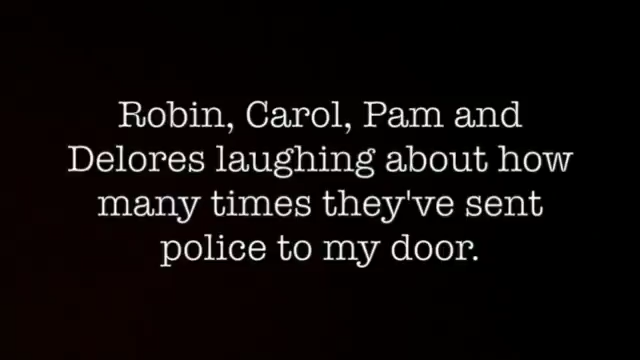 Robin, Carol, Pam and
Delores laughing about how
many times they've sent
police to my door.